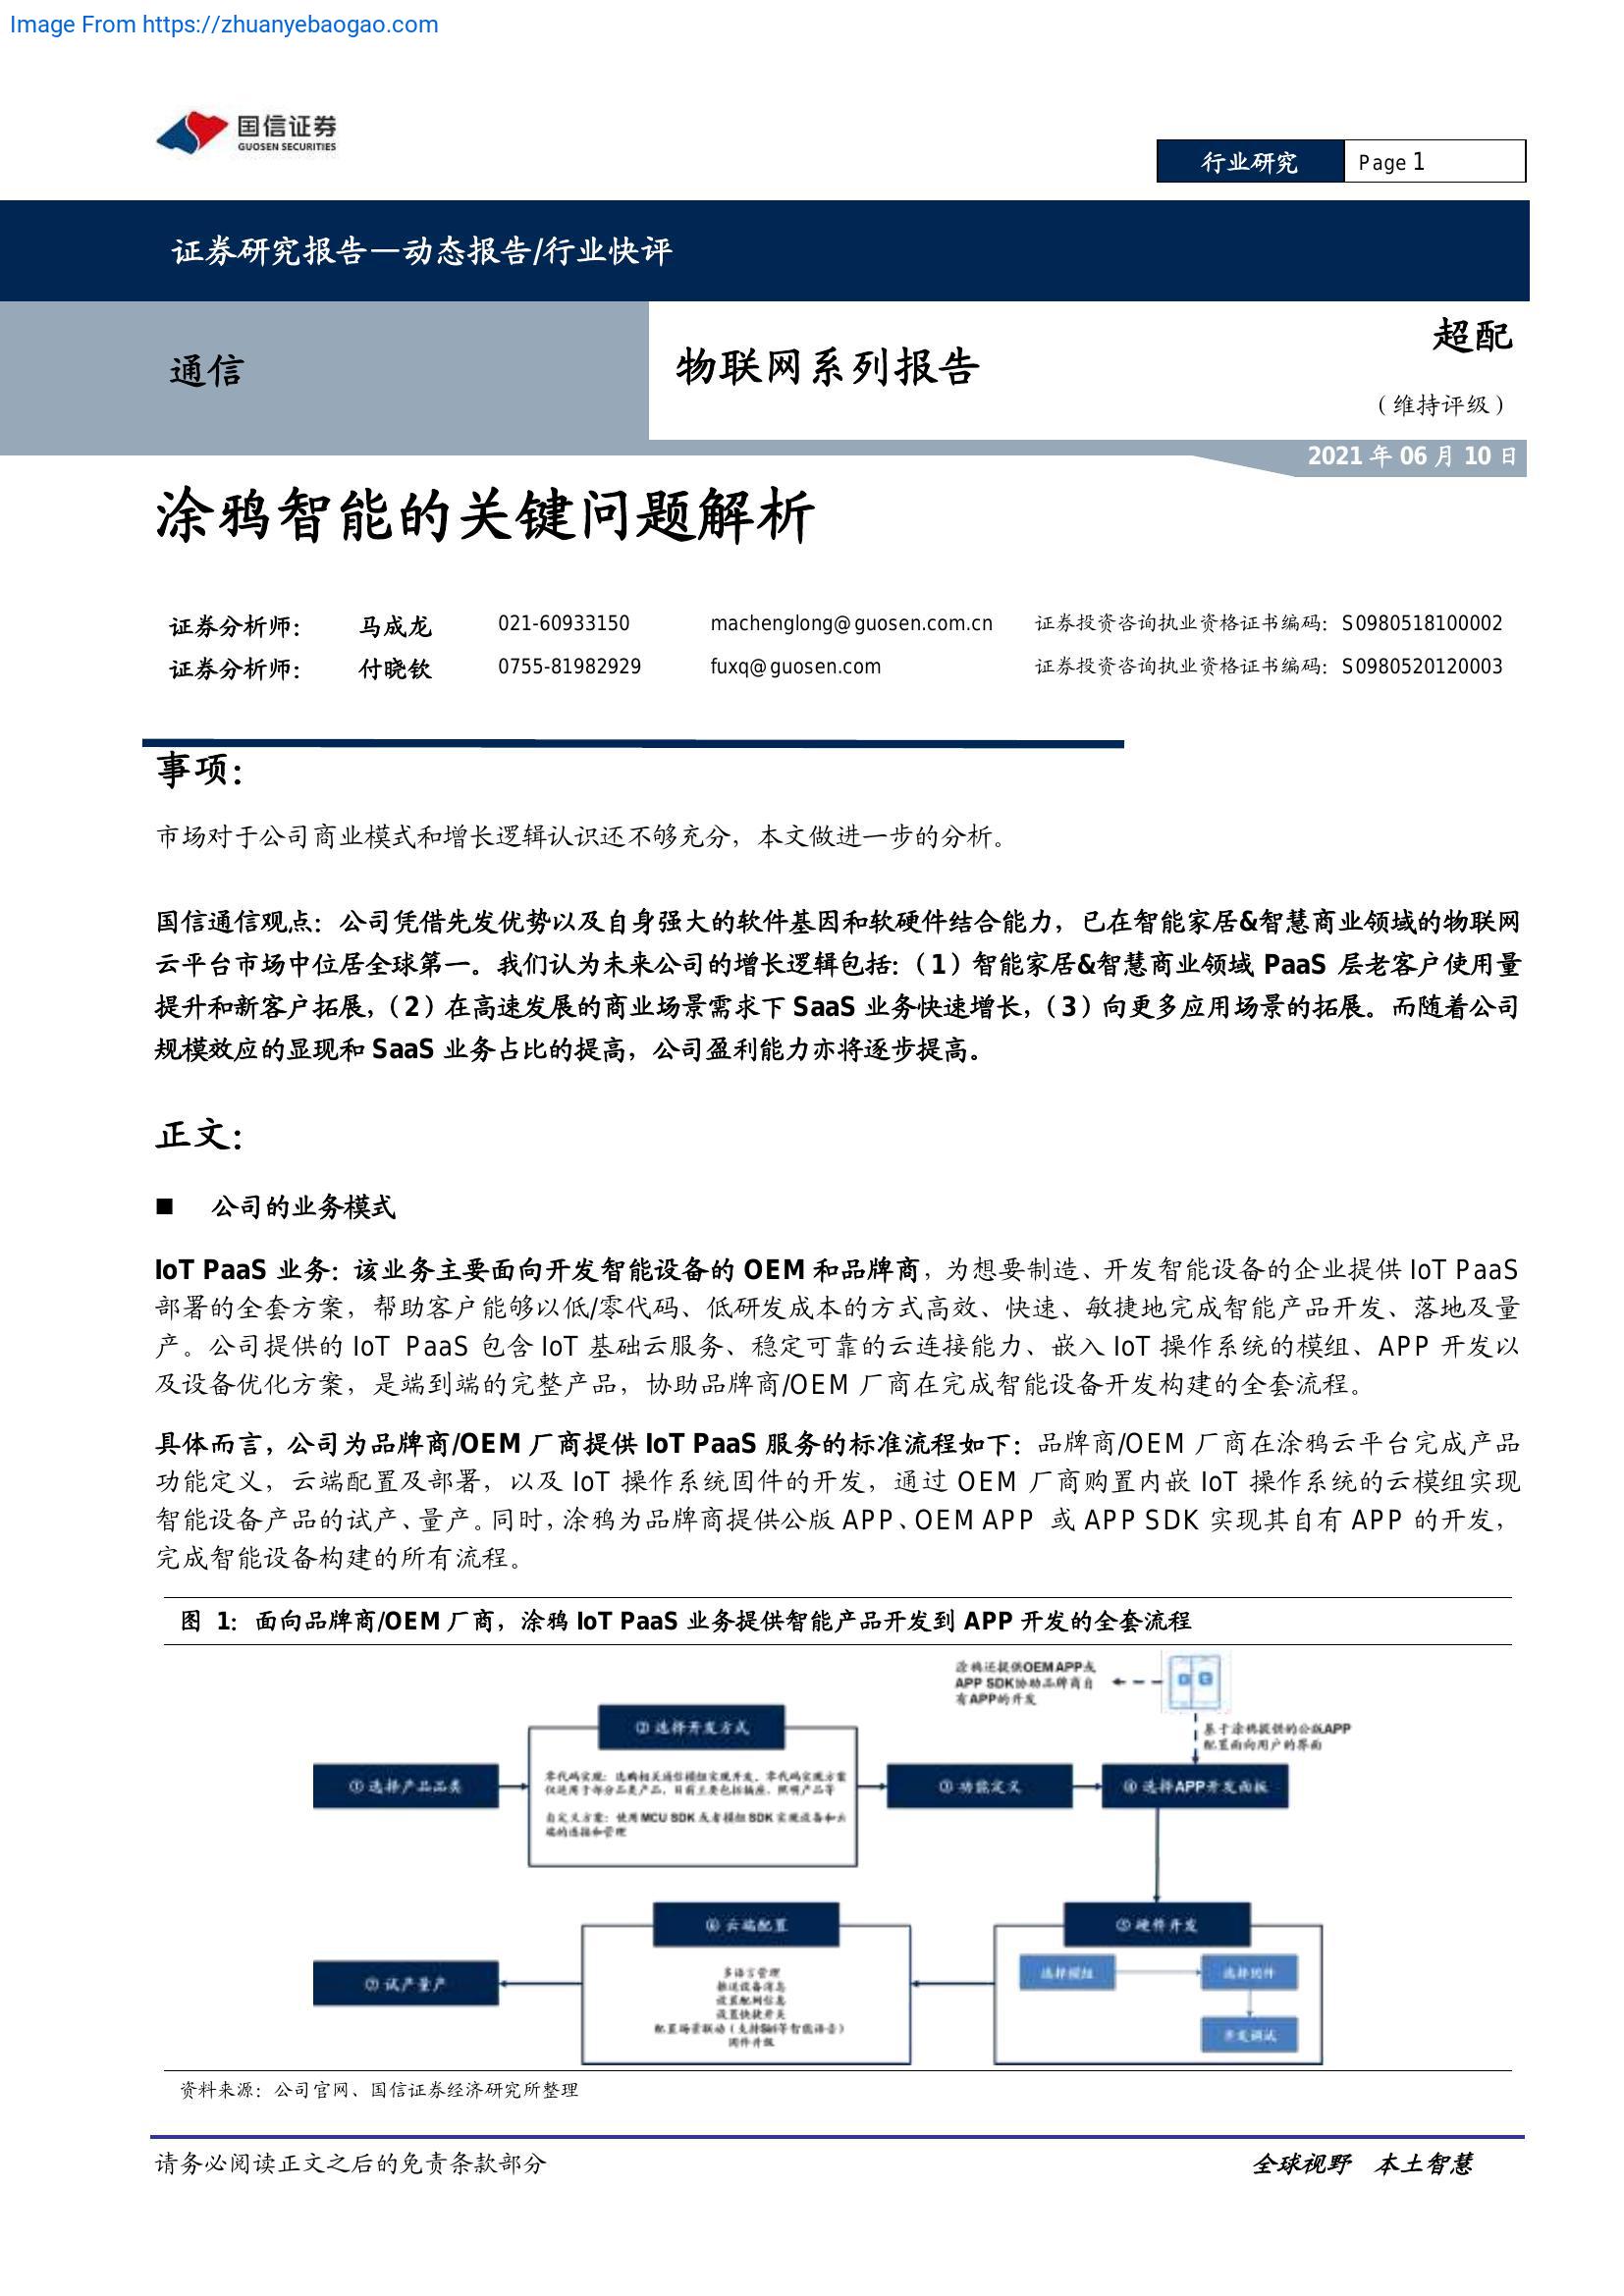 Image From https://zhuanyebaogao.com
国信证券
GUOSEN SECURITIES
行业研究
Page 1
证券研究报告—动态报告/行业快评
通信
物联网系列报告
超配
（维持评级）
2021 年 06 月 10 日
涂鸦智能的关键问题解析
证券分析师： 马成龙 021-60933150 machenglong@guosen.com.cn 证券投资咨询执业资格证书编码：S0980518100002
证券分析师： 付晓钦 0755-81982929 fuxq@guosen.com 证券投资咨询执业资格证书编码：S0980520120003
事项：
市场对于公司商业模式和增长逻辑认识还不够充分，本文做进一步的分析。
国信通信观点：公司凭借先发优势以及自身强大的软件基因和软硬件结合能力，已在智能家居&智慧商业领域的物联网
云平台市场中位居全球第一。我们认为未来公司的增长逻辑包括：（1）智能家居&智慧商业领域 PaaS 层老客户使用量
提升和新客户拓展，（2）在高速发展的商业场景需求下 SaaS 业务快速增长，（3）向更多应用场景的拓展。而随着公司
规模效应的显现和 SaaS 业务占比的提高，公司盈利能力亦将逐步提高。
正文：
■ 公司的业务模式
IoT PaaS 业务：该业务主要面向开发智能设备的 OEM 和品牌商，为想要制造、开发智能设备的企业提供 IoT PaaS
部署的全套方案，帮助客户能够以低/零代码、低研发成本的方式高效、快速、敏捷地完成智能产品开发、落地及量
产。公司提供的 IoT PaaS 包含 IoT 基础云服务、稳定可靠的云连接能力、嵌入 IoT 操作系统的模组、APP 开发以
及设备优化方案，是端到端的完整产品，协助品牌商/OEM 厂商在完成智能设备开发构建的全套流程。
具体而言，公司为品牌商/OEM 厂商提供 IoT PaaS 服务的标准流程如下：品牌商/OEM 厂商在涂鸦云平台完成产品
功能定义，云端配置及部署，以及 IoT 操作系统固件的开发，通过 OEM 厂商购置内嵌 IoT 操作系统的云模组实现
智能设备产品的试产、量产。同时，涂鸦为品牌商提供公版 APP、OEM APP 或 APP SDK 实现其自有 APP 的开发，
完成智能设备构建的所有流程。
图 1：面向品牌商/OEM 厂商，涂鸦 IoT PaaS 业务提供智能产品开发到 APP 开发的全套流程
涂鸦还提供OEM APP或
APP SDK协助品牌商自
有APP的开发
基于涂鸦提供的公版APP
配置面向用户的界面
① 选择产品品类
② 选择开发方式
零代码实现：选购相关通信模组实现开发，零代码实现方案
仅适用于部分品类产品，目前主要包括插座、照明产品等
自定义方案：使用 MCU SDK 或者模组 SDK 实现设备和云
端的连接和管理
③ 功能定义
④ 选择APP开发面板
⑤ 硬件开发
选择模组
选择固件
开发调试
⑥ 云端配置
多语言管理
推送设备消息
设置配网信息
设置快捷开关
配置场景联动（支持 等智能语音）
固件升级
⑦ 试产量产
资料来源：公司官网、国信证券经济研究所整理
请务必阅读正文之后的免责条款部分
全球视野 本土智慧